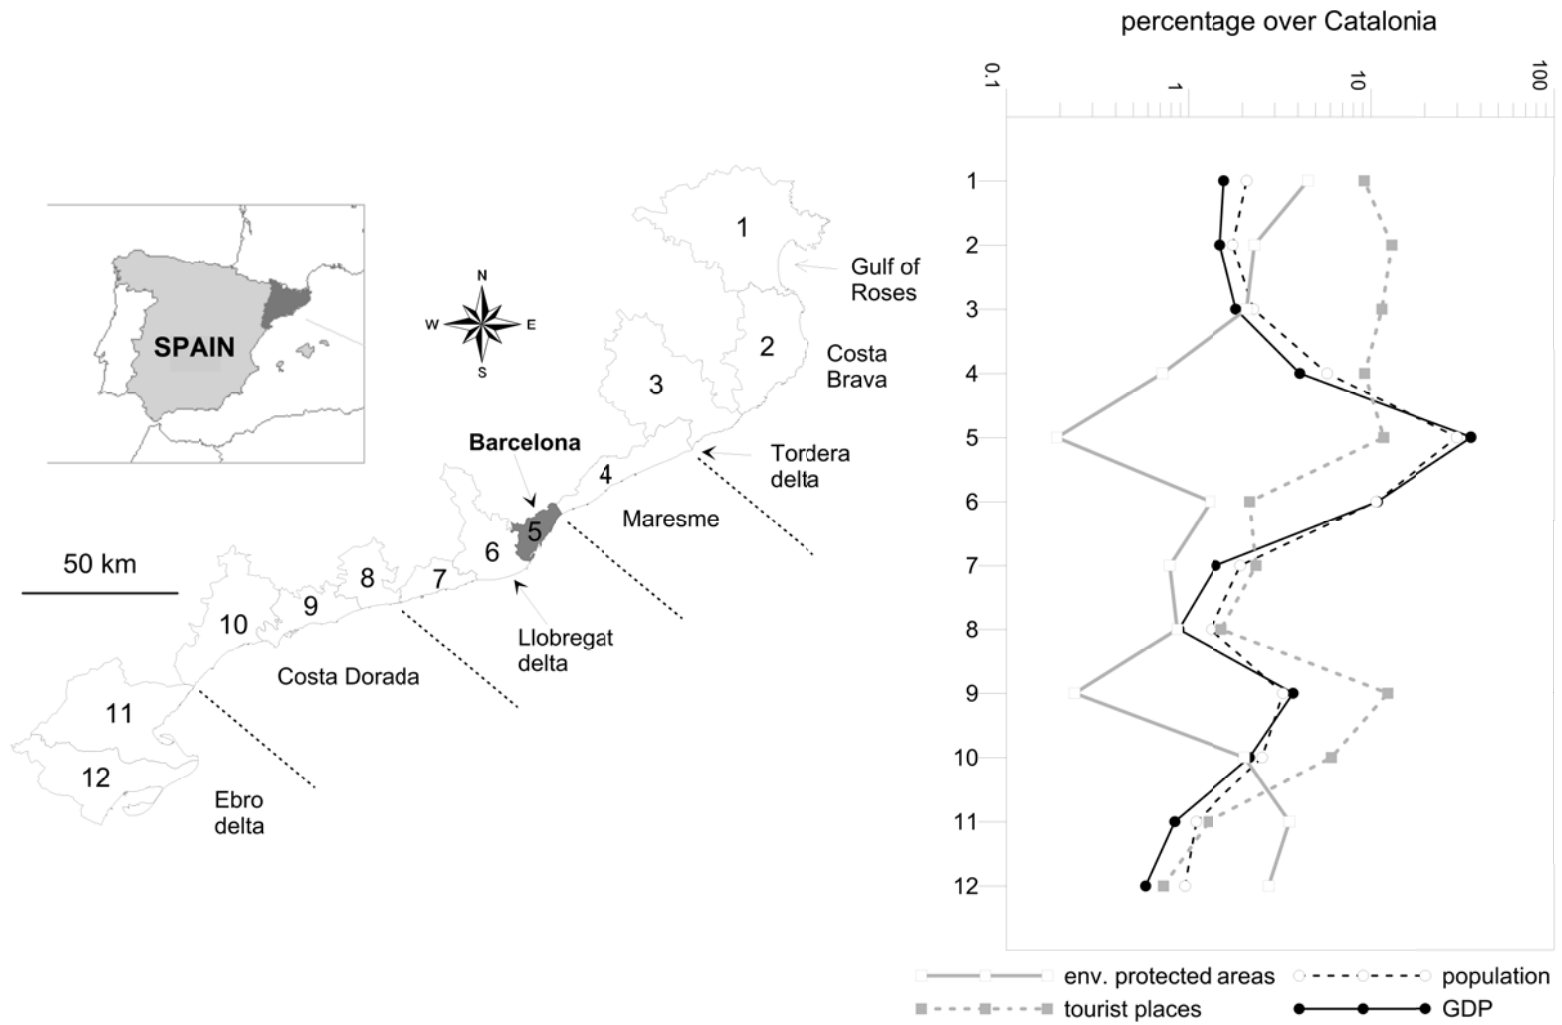 percentage over Catalonia
0.1
1
10
100
1
2
3
4
5
6
7
8
9
10
11
12
SPAIN
N
W
E
S
1
Gulf of
Roses
2
Costa
Brava
3
Barcelona
4
Tordera
delta
5
Maresme
6
50 km
7
8
9
10
Llobregat
delta
Costa Dorada
11
12
Ebro
delta
env. protected areas
population
tourist places
GDP